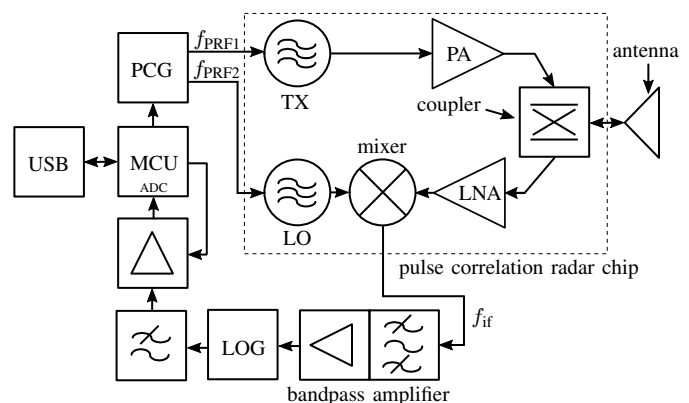 fPRF1
fPRF2
PCG
TX
PA
antenna
coupler
USB
MCU
ADC
mixer
LNA
LO
pulse correlation radar chip
fif
LOG
bandpass amplifier